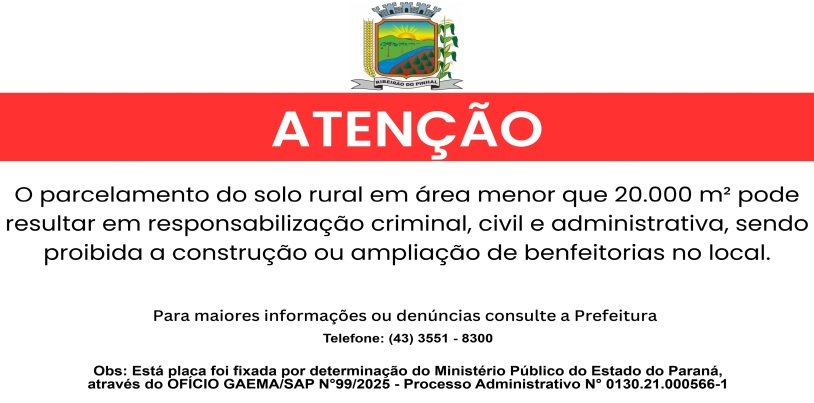 RIBEIRÃO DO PINHAL
ATENÇÃO
O parcelamento do solo rural em área menor que 20.000 m² pode
resultar em responsabilização criminal, civil e administrativa, sendo
proibida a construção ou ampliação de benfeitorias no local.
Para maiores informações ou denúncias consulte a Prefeitura
Telefone: (43) 3551 - 8300
Obs: Está placa foi fixada por determinação do Ministério Público do Estado do Paraná,
através do OFÍCIO GAEMA/SAP N°99/2025 - Processo Administrativo N° 0130.21.000566-1